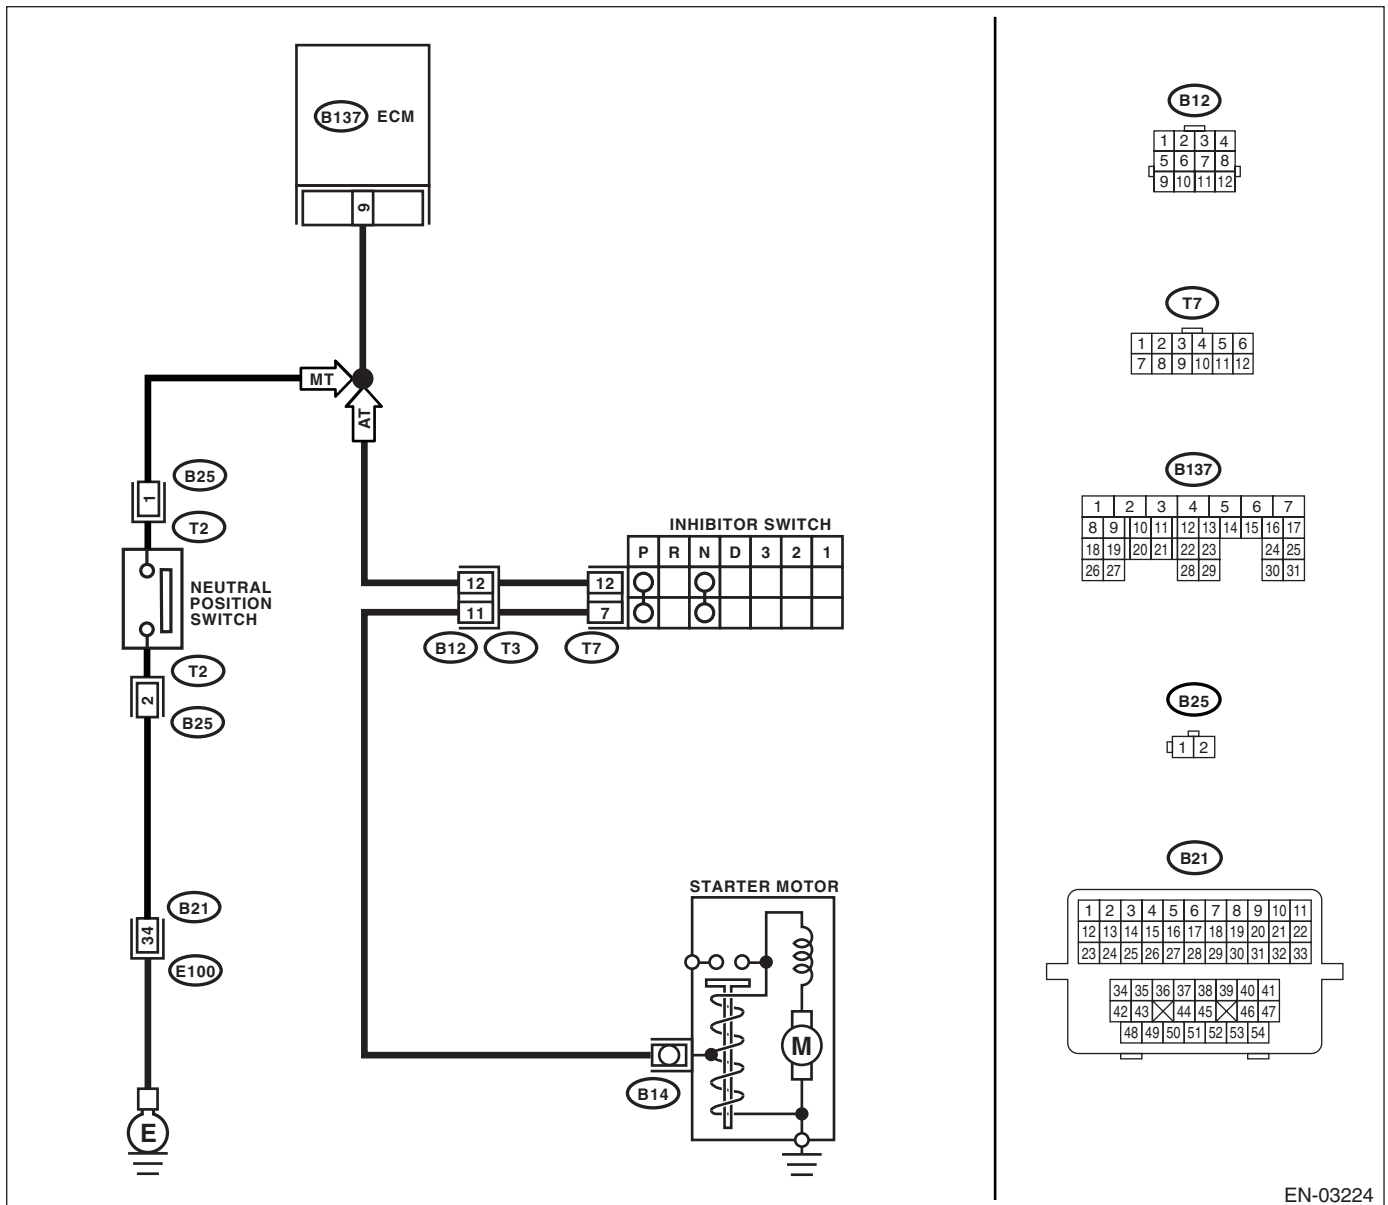 B137 ECM
9
MT
AT
B25
1
T2
NEUTRAL
POSITION
SWITCH
T2
2
B25
B21
34
E100
E
INHIBITOR SWITCH
P R N D 3 2 1
12 12
11 7
B12 T3 T7
STARTER MOTOR
M
B14
B12
1 2 3 4
5 6 7 8
9 10 11 12
T7
1 2 3 4 5 6
7 8 9 10 11 12
B137
1 2 3 4 5 6 7
8 9 10 11 12 13 14 15 16 17
18 19 20 21 22 23 24 25
26 27 28 29 30 31
B25
1 2
B21
1 2 3 4 5 6 7 8 9 10 11
12 13 14 15 16 17 18 19 20 21 22
23 24 25 26 27 28 29 30 31 32 33
34 35 36 37 38 39 40 41
42 43 44 45 46 47
48 49 50 51 52 53 54
EN-03224